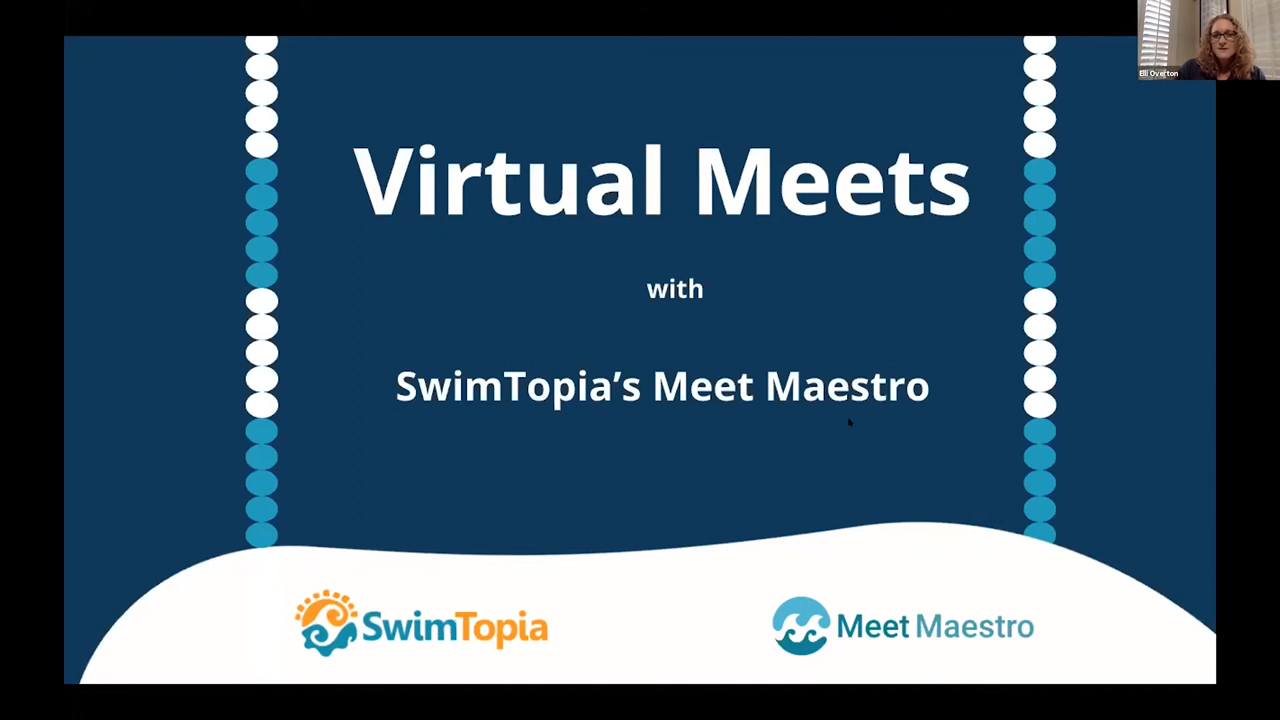 Elli Overton
Virtual Meets
with
SwimTopia’s Meet Maestro
SwimTopia
Meet Maestro